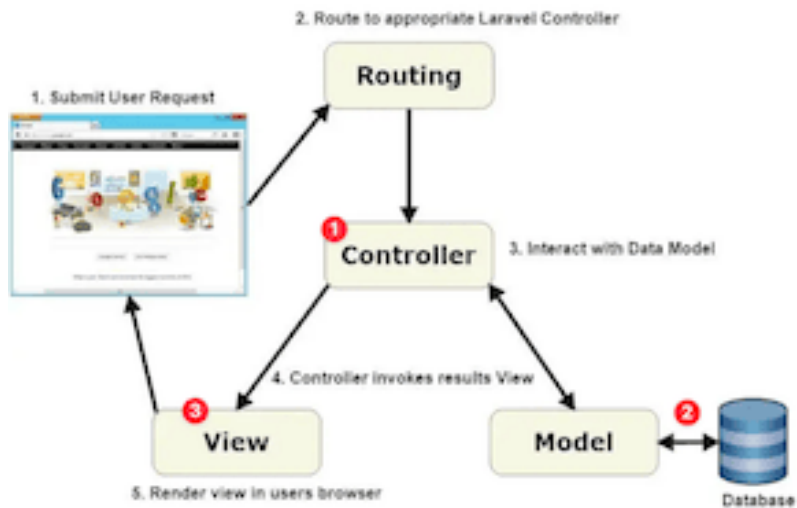 2. Route to appropriate Laravel Controller
Routing
1. Submit User Request
1
Controller
3. Interact with Data Model
4. Controller invokes results View
3
View
Model
2
5. Render view in users browser
Database